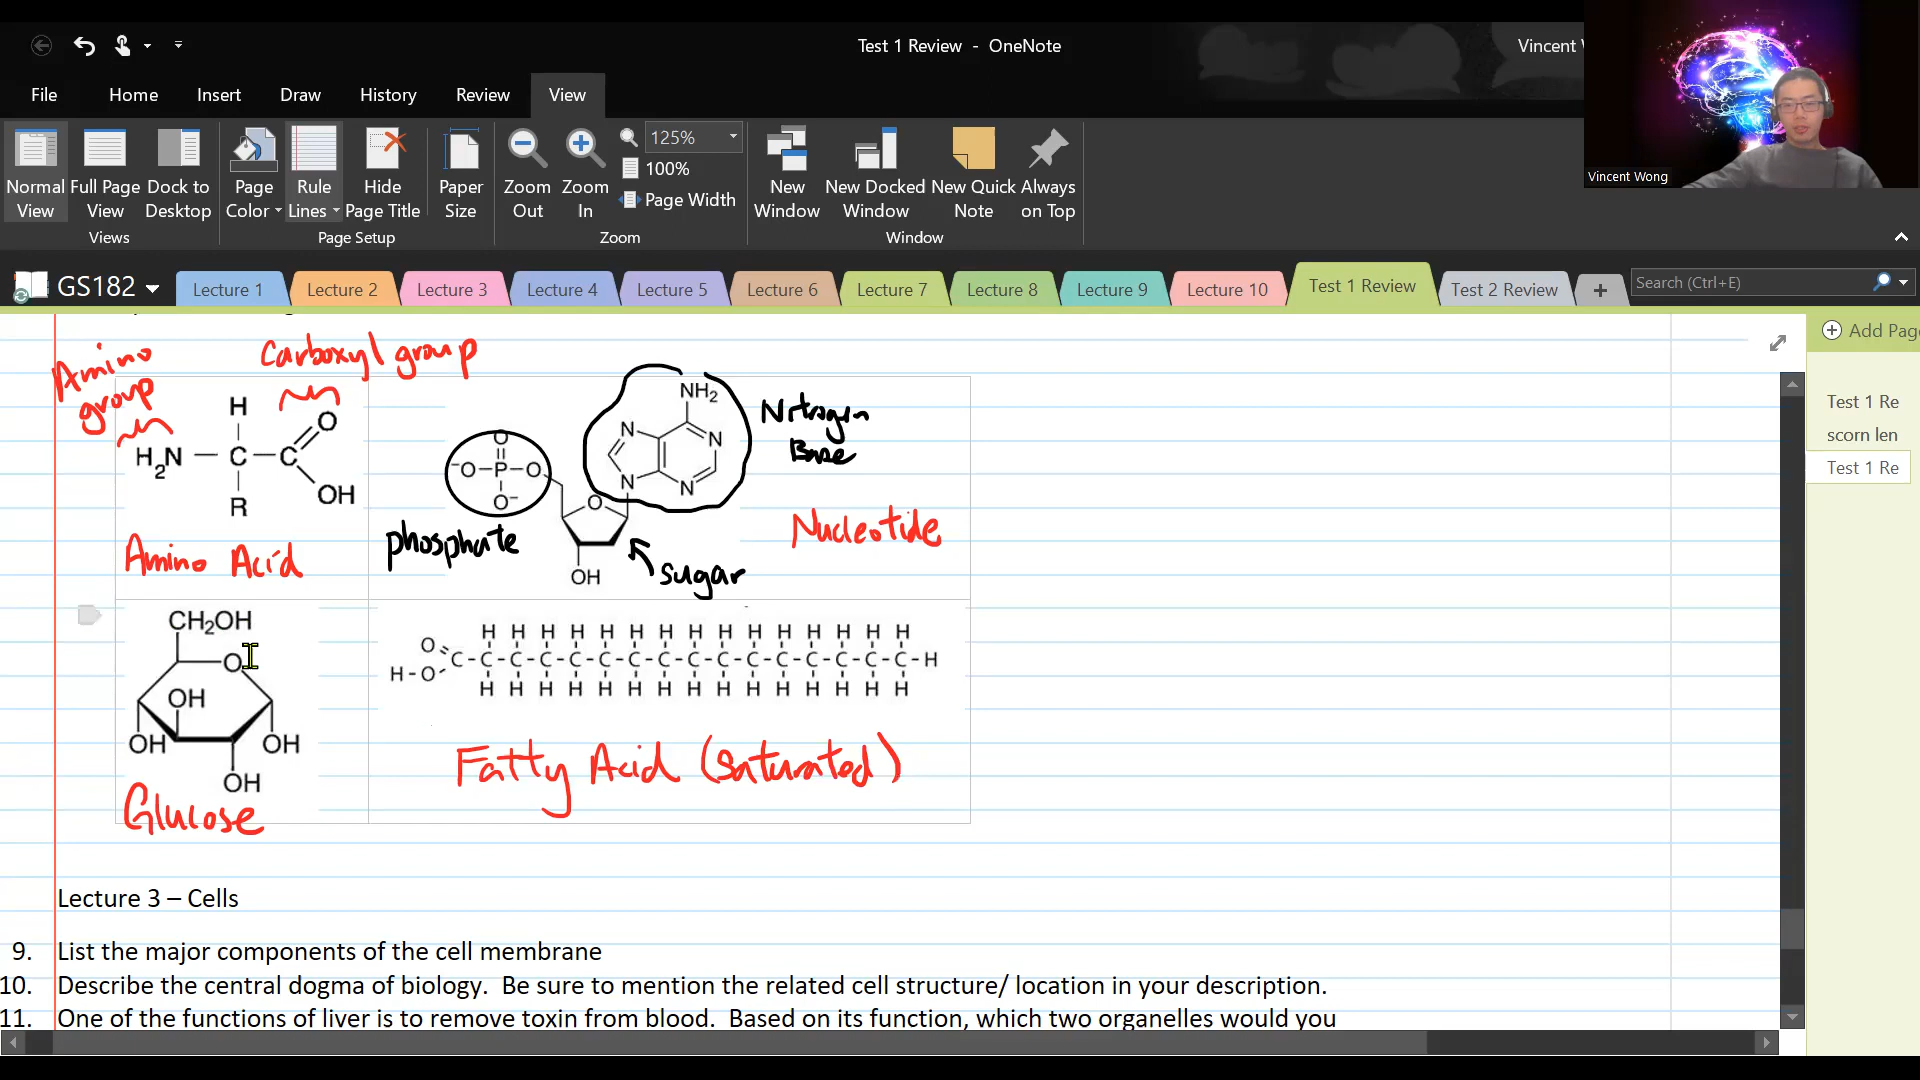 Test 1 Review - OneNote
Vincent W
Vincent Wong
File Home Insert Draw History Review View
125%
100%
Page Width
Normal View
Full Page View
Dock to Desktop
Page Color
Rule Lines
Hide Page Title
Paper Size
Zoom Out
Zoom In
New Window
New Docked Window
New Quick Note
Always on Top
Views
Page Setup
Zoom
Window
GS182
Lecture 1
Lecture 2
Lecture 3
Lecture 4
Lecture 5
Lecture 6
Lecture 7
Lecture 8
Lecture 9
Lecture 10
Test 1 Review
Test 2 Review
Search (Ctrl+E)
Add Pag
Test 1 Re
scorn len
Test 1 Re
Amino group
Carboxyl group
H
H₂N — C — C
O
OH
R
Amino Acid
NH₂
N
N
N
N
Nitrogen Base
O
⁻O—P—O
O⁻
phosphate
O
OH
sugar
Nucleotide
CH₂OH
O
OH
OH
OH
OH
Glucose
H H H H H H H H H H H H H H H
O
H-O C-C-C-C-C-C-C-C-C-C-C-C-C-C-C-C-H
H H H H H H H H H H H H H H H
Fatty Acid (Saturated)
Lecture 3 – Cells
9. List the major components of the cell membrane
10. Describe the central dogma of biology. Be sure to mention the related cell structure/ location in your description.
11. One of the functions of liver is to remove toxin from blood. Based on its function, which two organelles would you